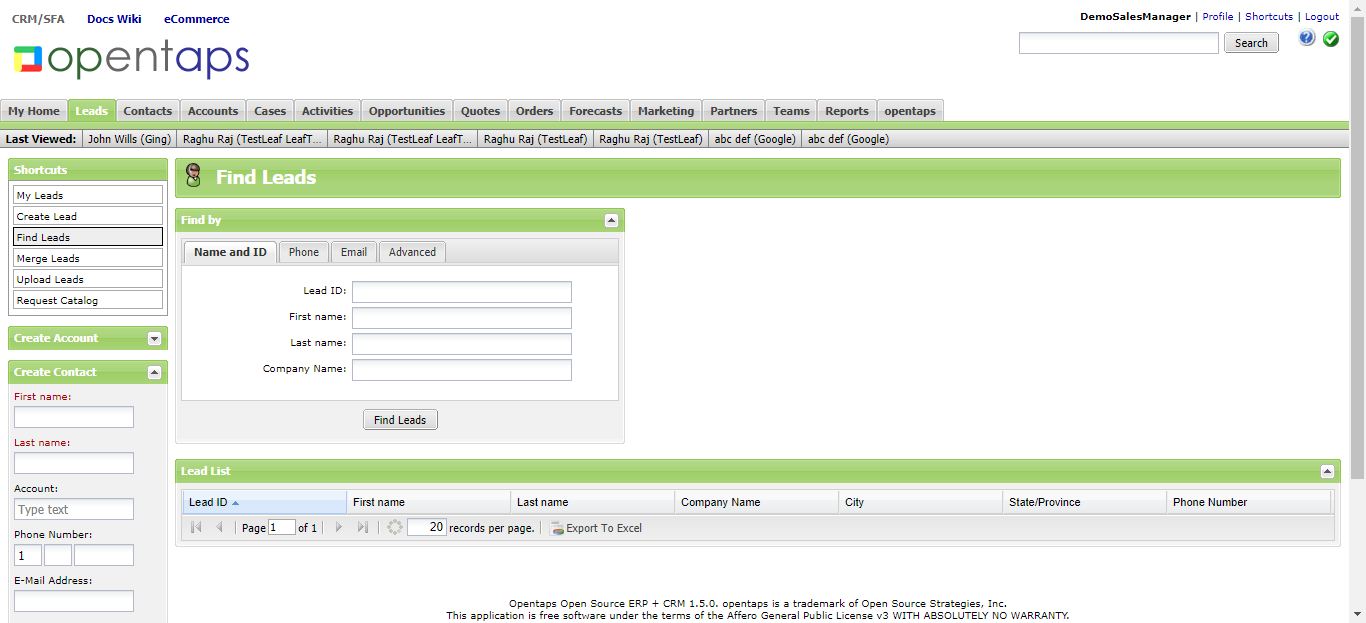 CRM/SFA Docs Wiki eCommerce
DemoSalesManager | Profile | Shortcuts | Logout
opentaps
Search
?
My Home Leads Contacts Accounts Cases Activities Opportunities Quotes Orders Forecasts Marketing Partners Teams Reports opentaps
Last Viewed: John Wills (Ging) Raghu Raj (TestLeaf LeafT... Raghu Raj (TestLeaf LeafT... Raghu Raj (TestLeaf) Raghu Raj (TestLeaf) abc def (Google) abc def (Google)
Shortcuts
My Leads
Create Lead
Find Leads
Merge Leads
Upload Leads
Request Catalog
Create Account
Create Contact
First name:
Last name:
Account:
Type text
Phone Number:
1
E-Mail Address:
Find Leads
Find by
Name and ID Phone Email Advanced
Lead ID:
First name:
Last name:
Company Name:
Find Leads
Lead List
Lead ID First name Last name Company Name City State/Province Phone Number
Page 1 of 1 20 records per page. Export To Excel
Opentaps Open Source ERP + CRM 1.5.0. opentaps is a trademark of Open Source Strategies, Inc.
This application is free software under the terms of the Affero General Public License v3 WITH ABSOLUTELY NO WARRANTY.